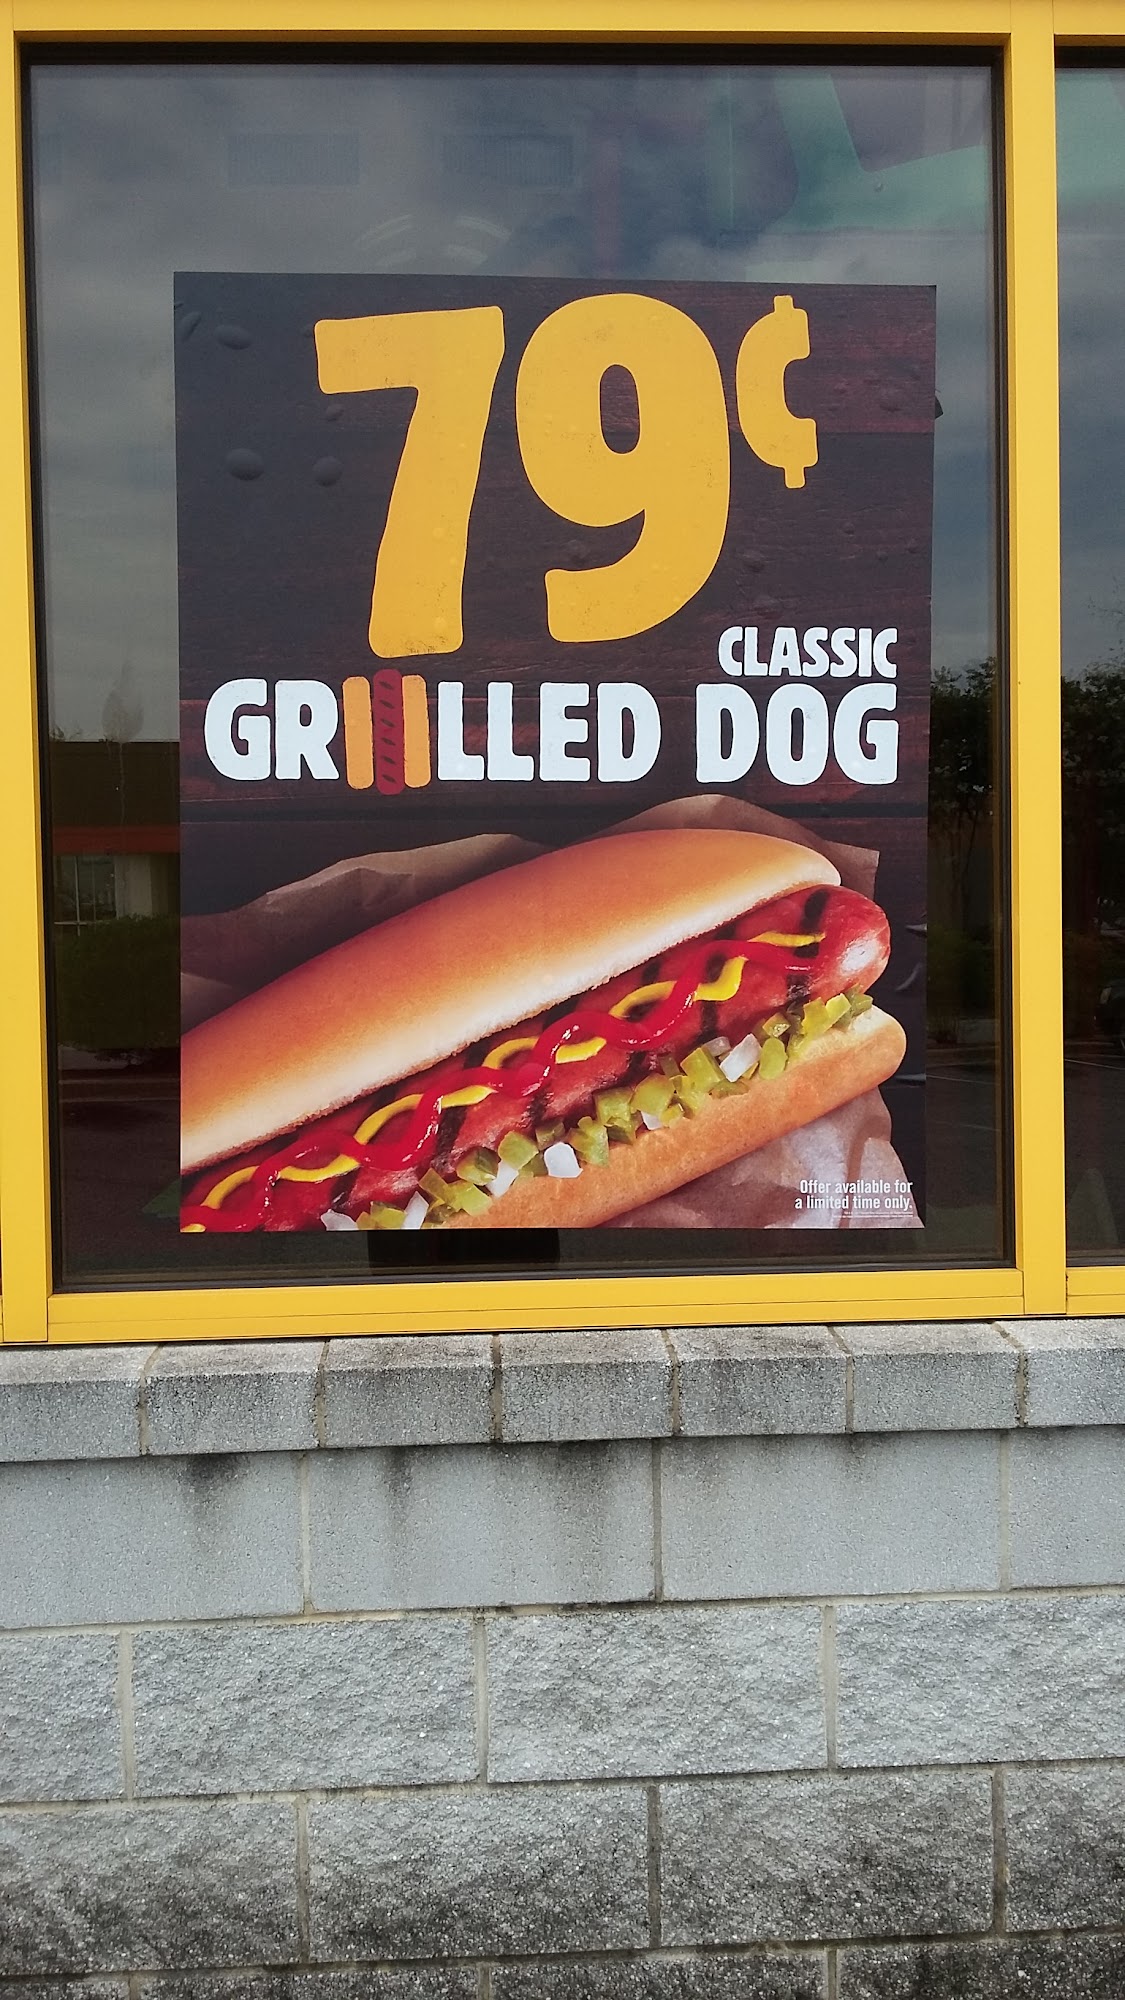 79¢
CLASSIC
GRILLED DOG
Offer available for
a limited time only.